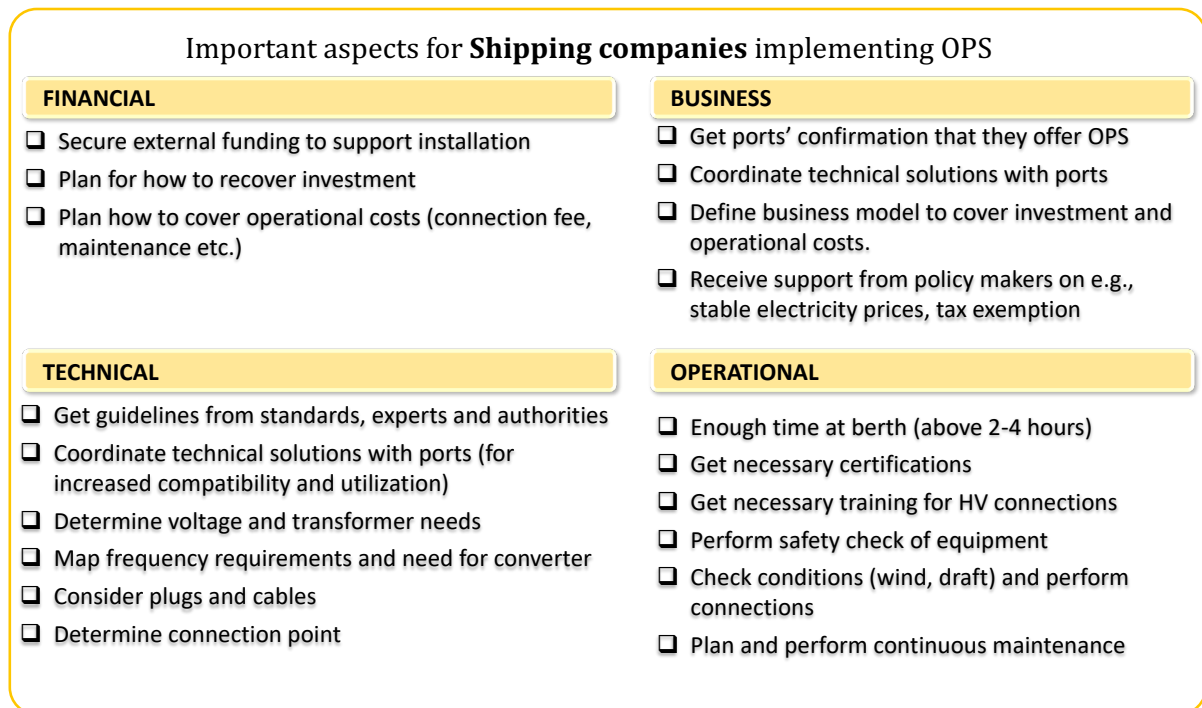 Important aspects for Shipping companies implementing OPS
FINANCIAL
❑ Secure external funding to support installation
❑ Plan for how to recover investment
❑ Plan how to cover operational costs (connection fee,
maintenance etc.)
BUSINESS
❑ Get ports’ confirmation that they offer OPS
❑ Coordinate technical solutions with ports
❑ Define business model to cover investment and
operational costs.
❑ Receive support from policy makers on e.g.,
stable electricity prices, tax exemption
TECHNICAL
❑ Get guidelines from standards, experts and authorities
❑ Coordinate technical solutions with ports (for
increased compatibility and utilization)
❑ Determine voltage and transformer needs
❑ Map frequency requirements and need for converter
❑ Consider plugs and cables
❑ Determine connection point
OPERATIONAL
❑ Enough time at berth (above 2-4 hours)
❑ Get necessary certifications
❑ Get necessary training for HV connections
❑ Perform safety check of equipment
❑ Check conditions (wind, draft) and perform
connections
❑ Plan and perform continuous maintenance